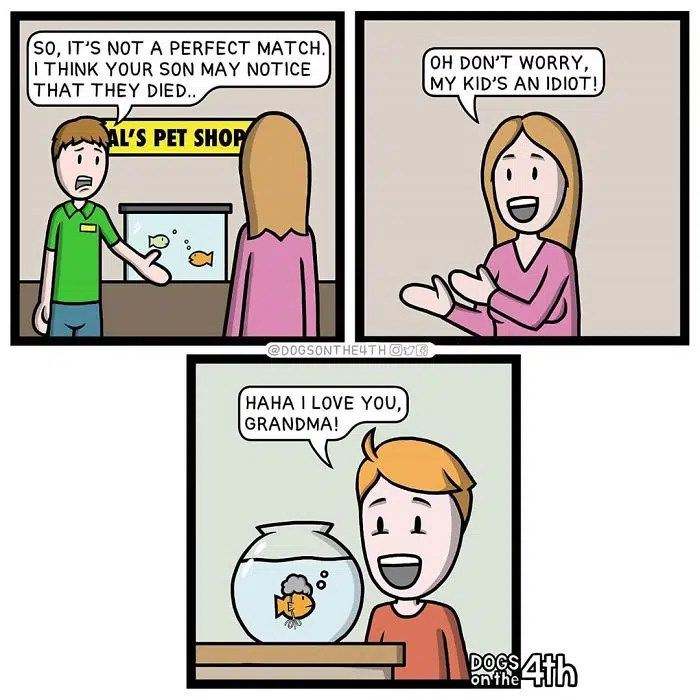 SO, IT'S NOT A PERFECT MATCH.
I THINK YOUR SON MAY NOTICE
THAT THEY DIED..
AL'S PET SHOP
OH DON'T WORRY,
MY KID'S AN IDIOT!
@DOGSONTHE4TH
HAHA I LOVE YOU,
GRANDMA!
DOGS
on the 4th